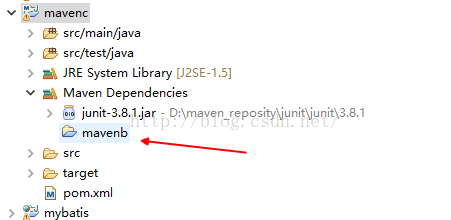 mavenc
src/main/java
src/test/java
JRE System Library [J2SE-1.5]
Maven Dependencies
junit-3.8.1.jar - D:\maven_reposity\junit\junit\3.8.1
http://blog.csdn.net/
mavenb
src
target
pom.xml
mybatis